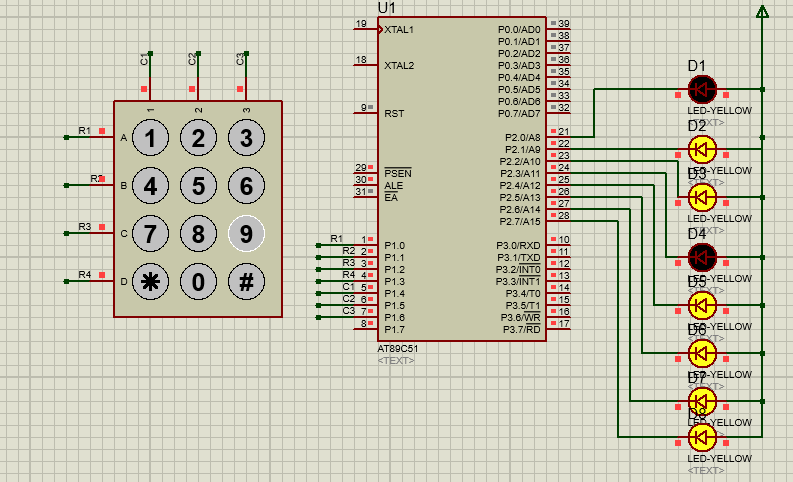 U1
C1
C2
C3
1
2
3
R1
R2
R3
R4
A
B
C
D
1 2 3
4 5 6
7 8 9
* 0 #
19 XTAL1
18 XTAL2
9 RST
29 PSEN
30 ALE
31 EA
R1 1 P1.0
R2 2 P1.1
R3 3 P1.2
R4 4 P1.3
C1 5 P1.4
C2 6 P1.5
C3 7 P1.6
8 P1.7
P0.0/AD0 39
P0.1/AD1 38
P0.2/AD2 37
P0.3/AD3 36
P0.4/AD4 35
P0.5/AD5 34
P0.6/AD6 33
P0.7/AD7 32
P2.0/A8 21
P2.1/A9 22
P2.2/A10 23
P2.3/A11 24
P2.4/A12 25
P2.5/A13 26
P2.6/A14 27
P2.7/A15 28
P3.0/RXD 10
P3.1/TXD 11
P3.2/INT0 12
P3.3/INT1 13
P3.4/T0 14
P3.5/T1 15
P3.6/WR 16
P3.7/RD 17
AT89C51
<TEXT>
D1
LED-YELLOW
<TEXT>
D2
LED-YELLOW
<TEXT>
D3
LED-YELLOW
<TEXT>
D4
LED-YELLOW
<TEXT>
D5
LED-YELLOW
<TEXT>
D6
LED-YELLOW
<TEXT>
D7
LED-YELLOW
D8
LED-YELLOW
<TEXT>